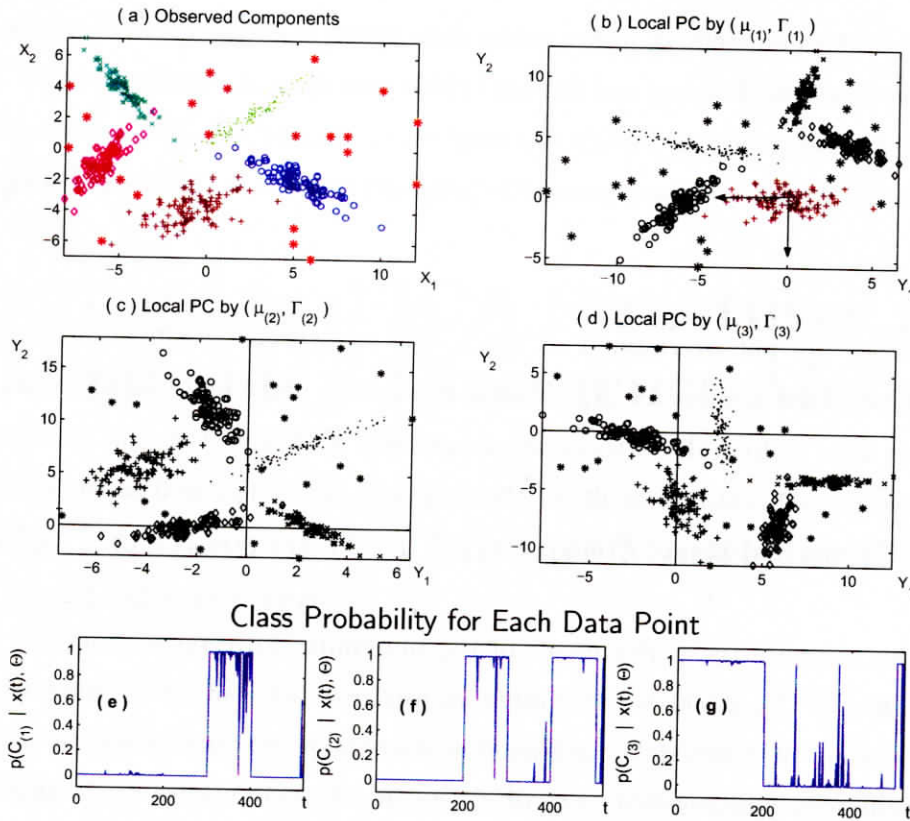 ( a ) Observed Components
X2
6
4
2
0
-2
-4
-6
-5 0 5 10
X1
( b ) Local PC by ( μ(1), Γ(1) )
Y2
10
5
0
-5
-10 -5 0 5
( c ) Local PC by ( μ(2), Γ(2) )
Y2
15
10
5
0
-6 -4 -2 0 2 4 6
Y1
( d ) Local PC by ( μ(3), Γ(3) )
Y2
5
0
-5
-10
-5 0 5 10
Class Probability for Each Data Point
p(C(1) | x(t), Θ)
1
0.8
0.6
0.4
0.2
0
( e )
0 200 400 t
p(C(2) | x(t), Θ)
1
0.8
0.6
0.4
0.2
0
( f )
0 200 400 t
p(C(3) | x(t), Θ)
1
0.8
0.6
0.4
0.2
0
( g )
0 200 400 t